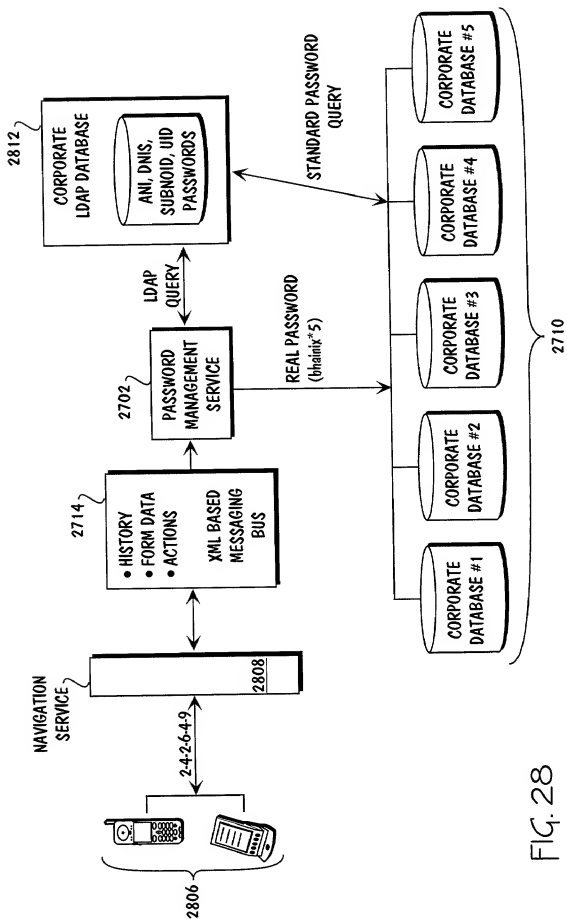 2806
2-4-2-6-4-9
NAVIGATION
SERVICE
2808
2714
• HISTORY
• FORM DATA
• ACTIONS
XML BASED
MESSAGING
BUS
2702
PASSWORD
MANAGEMENT
SERVICE
LDAP
QUERY
2812
CORPORATE
LDAP DATABASE
ANI, DNIS,
SUBNOID, UID
PASSWORDS
REAL PASSWORD
(bhainix*5)
STANDARD PASSWORD
QUERY
CORPORATE
DATABASE #1
CORPORATE
DATABASE #2
CORPORATE
DATABASE #3
CORPORATE
DATABASE #4
CORPORATE
DATABASE #5
2710
FIG. 28